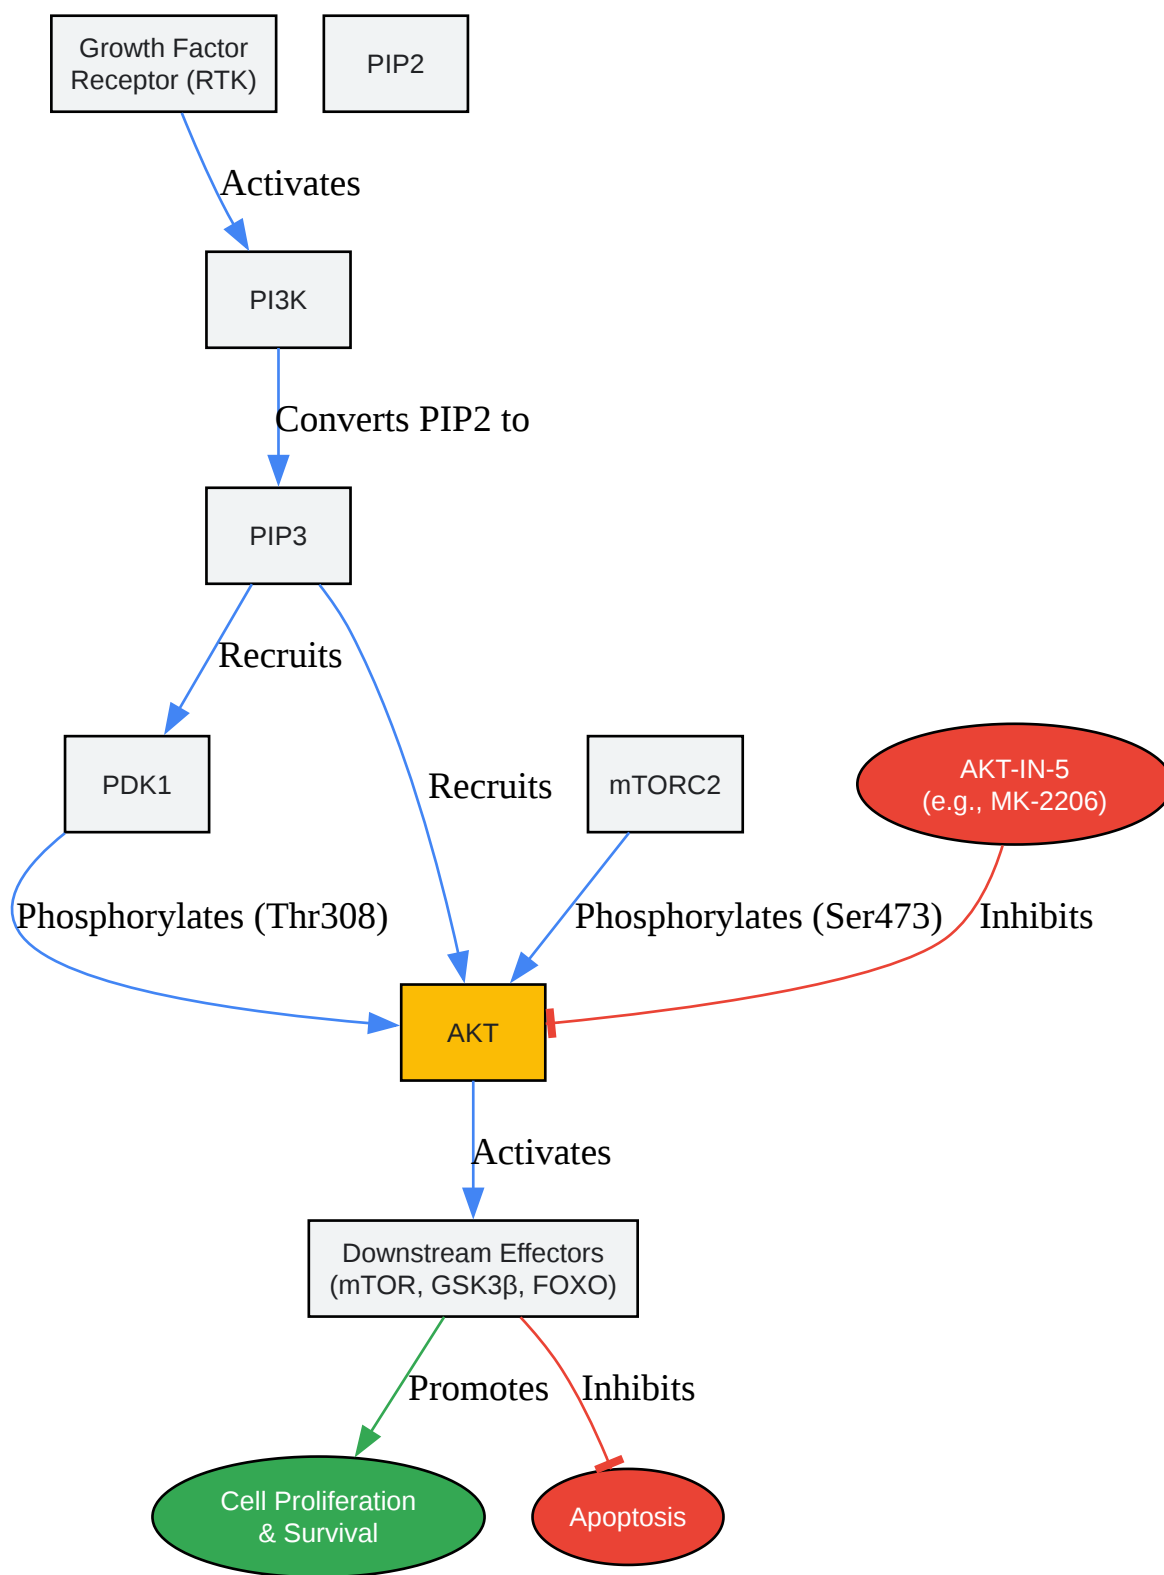 Growth Factor
Receptor (RTK)
PIP2
Activates
PI3K
Converts PIP2 to
PIP3
Recruits
Recruits
PDK1
mTORC2
AKT-IN-5
(e.g., MK-2206)
Phosphorylates (Thr308)
Phosphorylates (Ser473)
Inhibits
AKT
Activates
Downstream Effectors
(mTOR, GSK3β, FOXO)
Promotes
Inhibits
Cell Proliferation
& Survival
Apoptosis